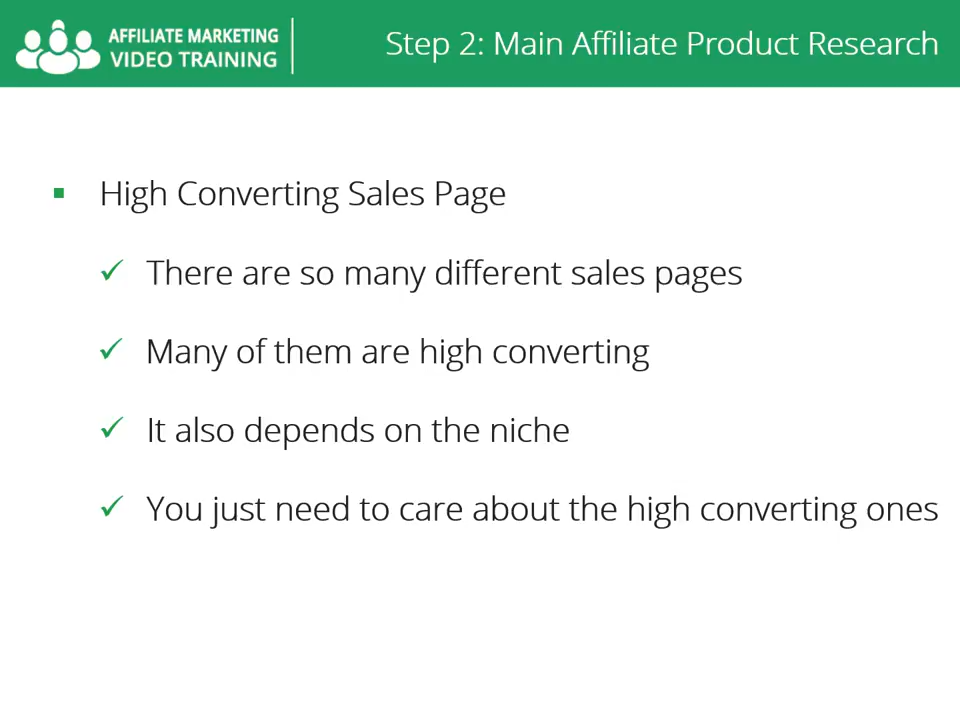 AFFILIATE MARKETING
VIDEO TRAINING
Step 2: Main Affiliate Product Research
High Converting Sales Page
There are so many different sales pages
Many of them are high converting
It also depends on the niche
You just need to care about the high converting ones